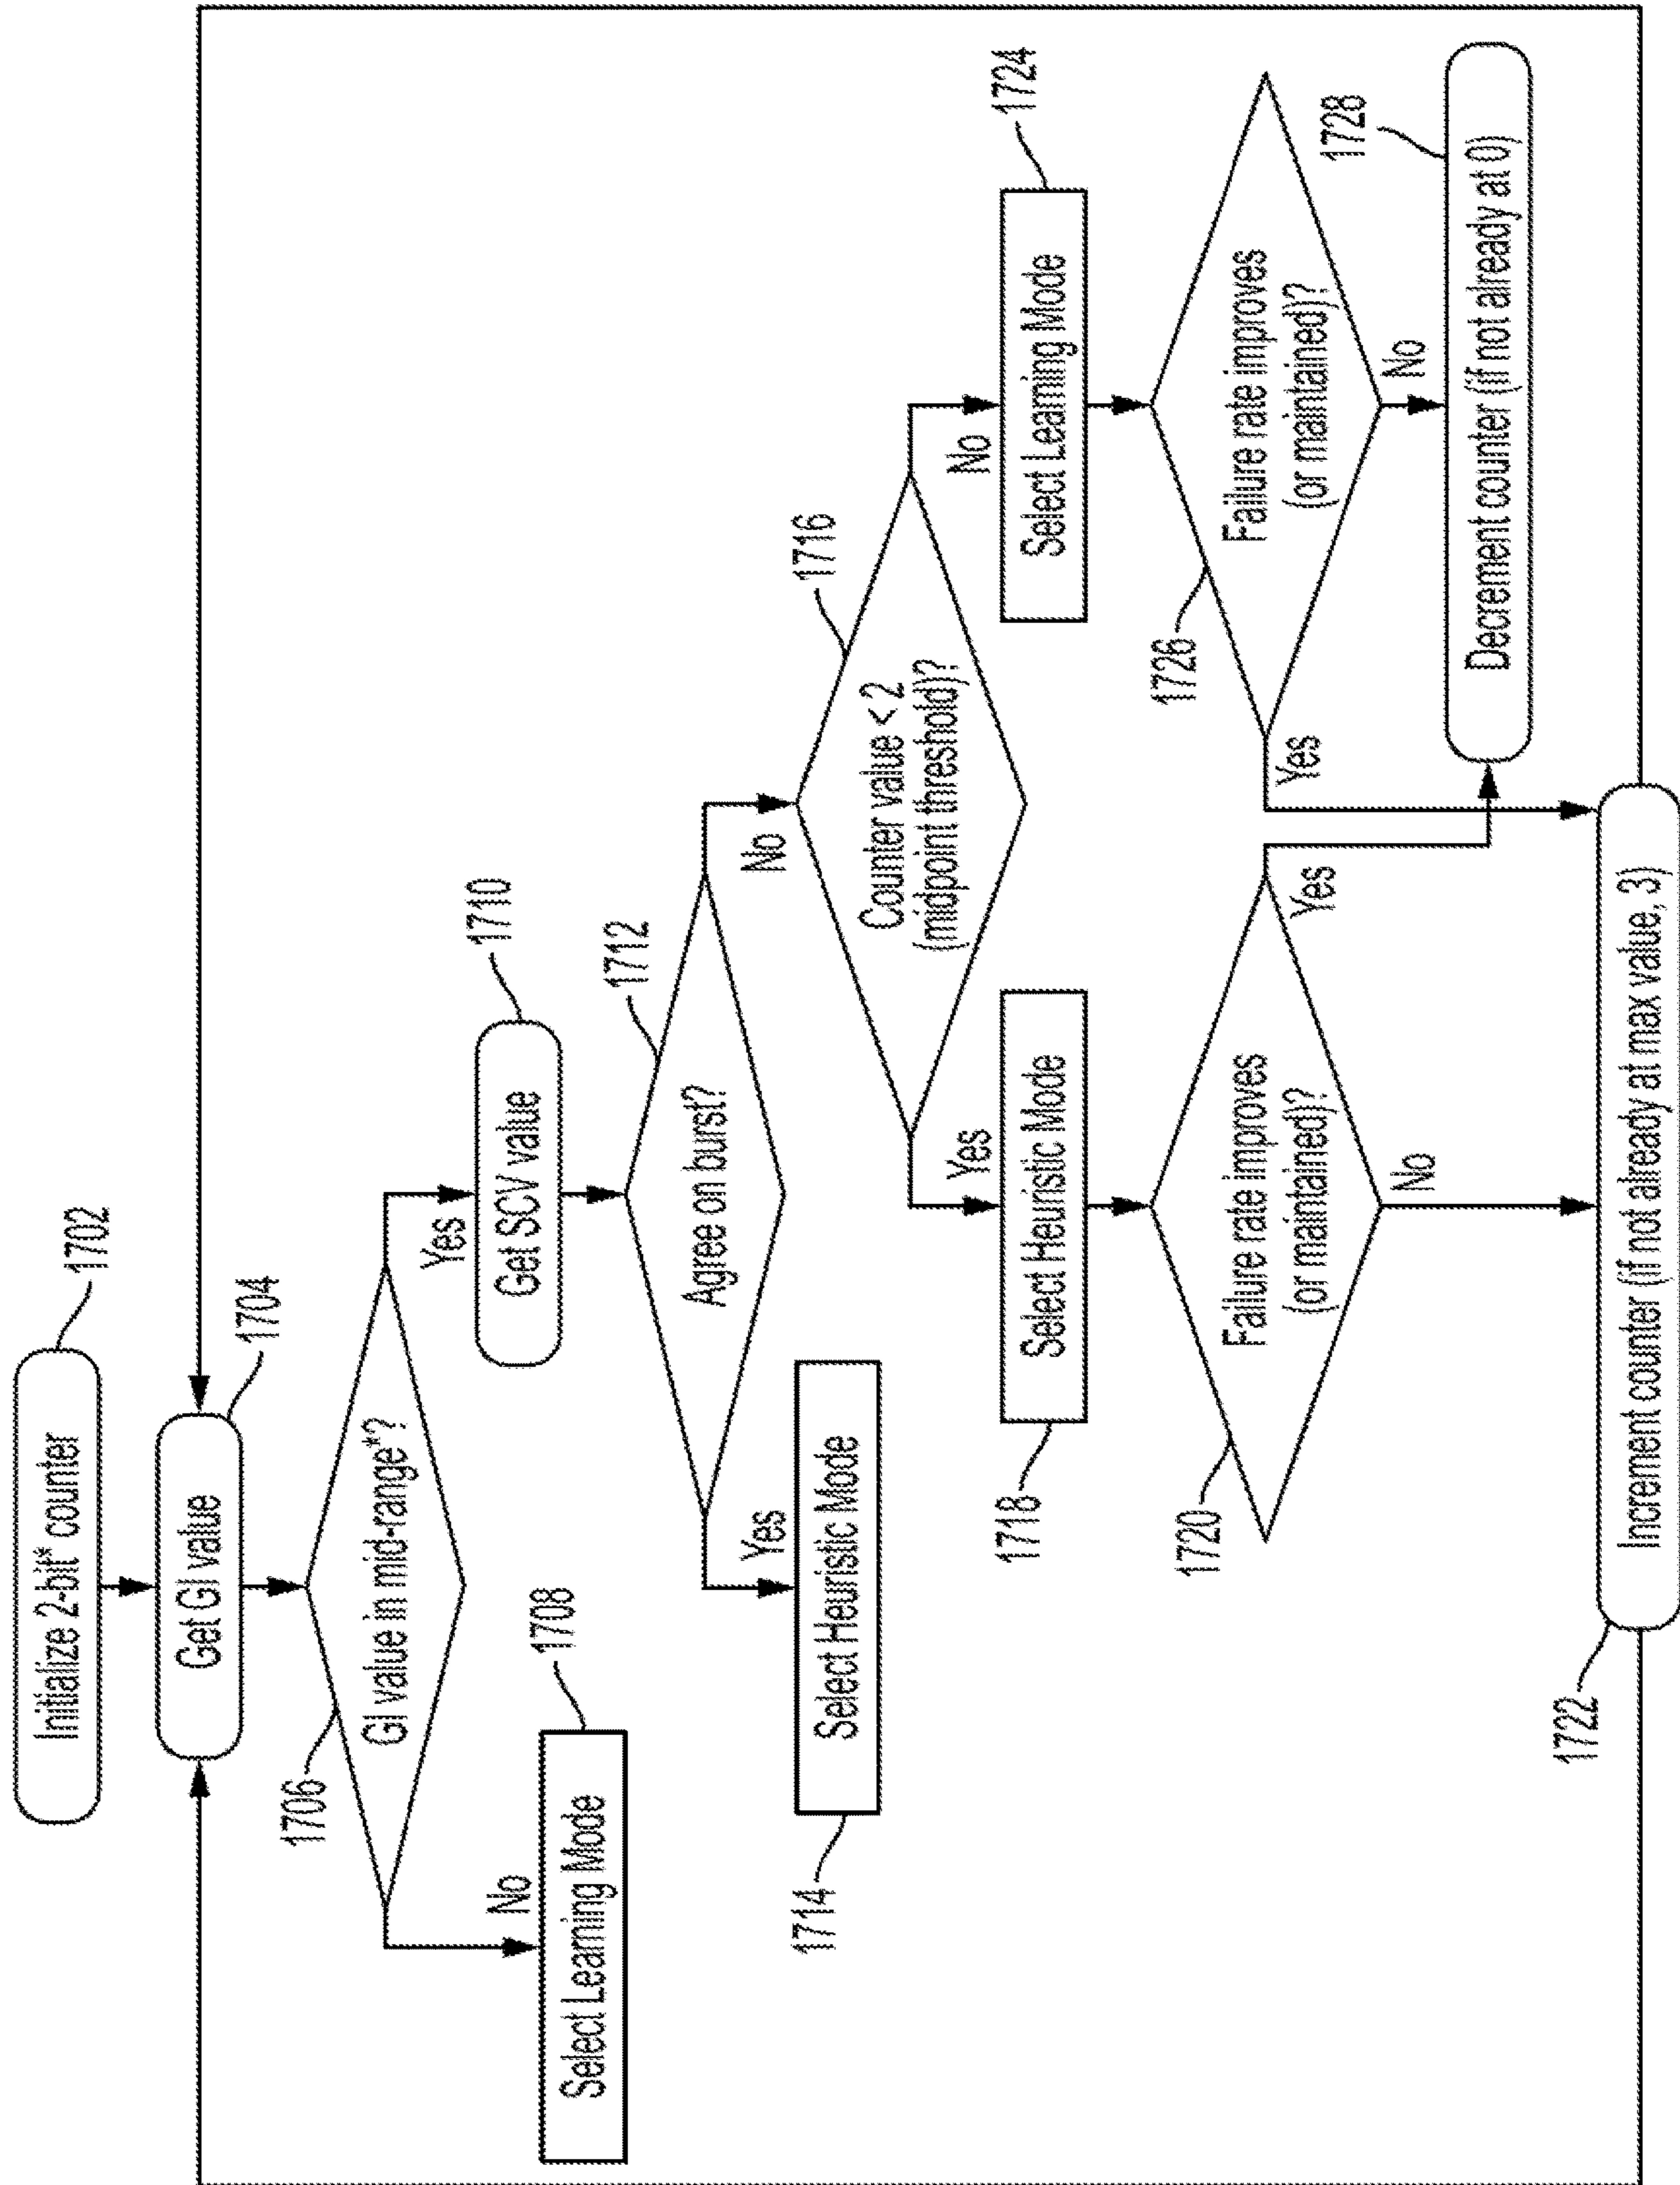 Initialize 2-bit* counter
1702
Get GI value
1704
GI value in mid-range*?
1706
No
Yes
Select Learning Mode
1708
Get SCV value
1710
Agree on burst?
1712
Yes
No
Select Heuristic Mode
1714
Counter value < 2
(midpoint threshold)?
1716
Yes
No
Select Heuristic Mode
1718
Select Learning Mode
1724
Failure rate improves
(or maintained)?
1720
Yes
No
Failure rate improves
(or maintained)?
1726
Yes
No
Decrement counter (if not already at 0)
1728
Increment counter (if not already at max value, 3)
1722